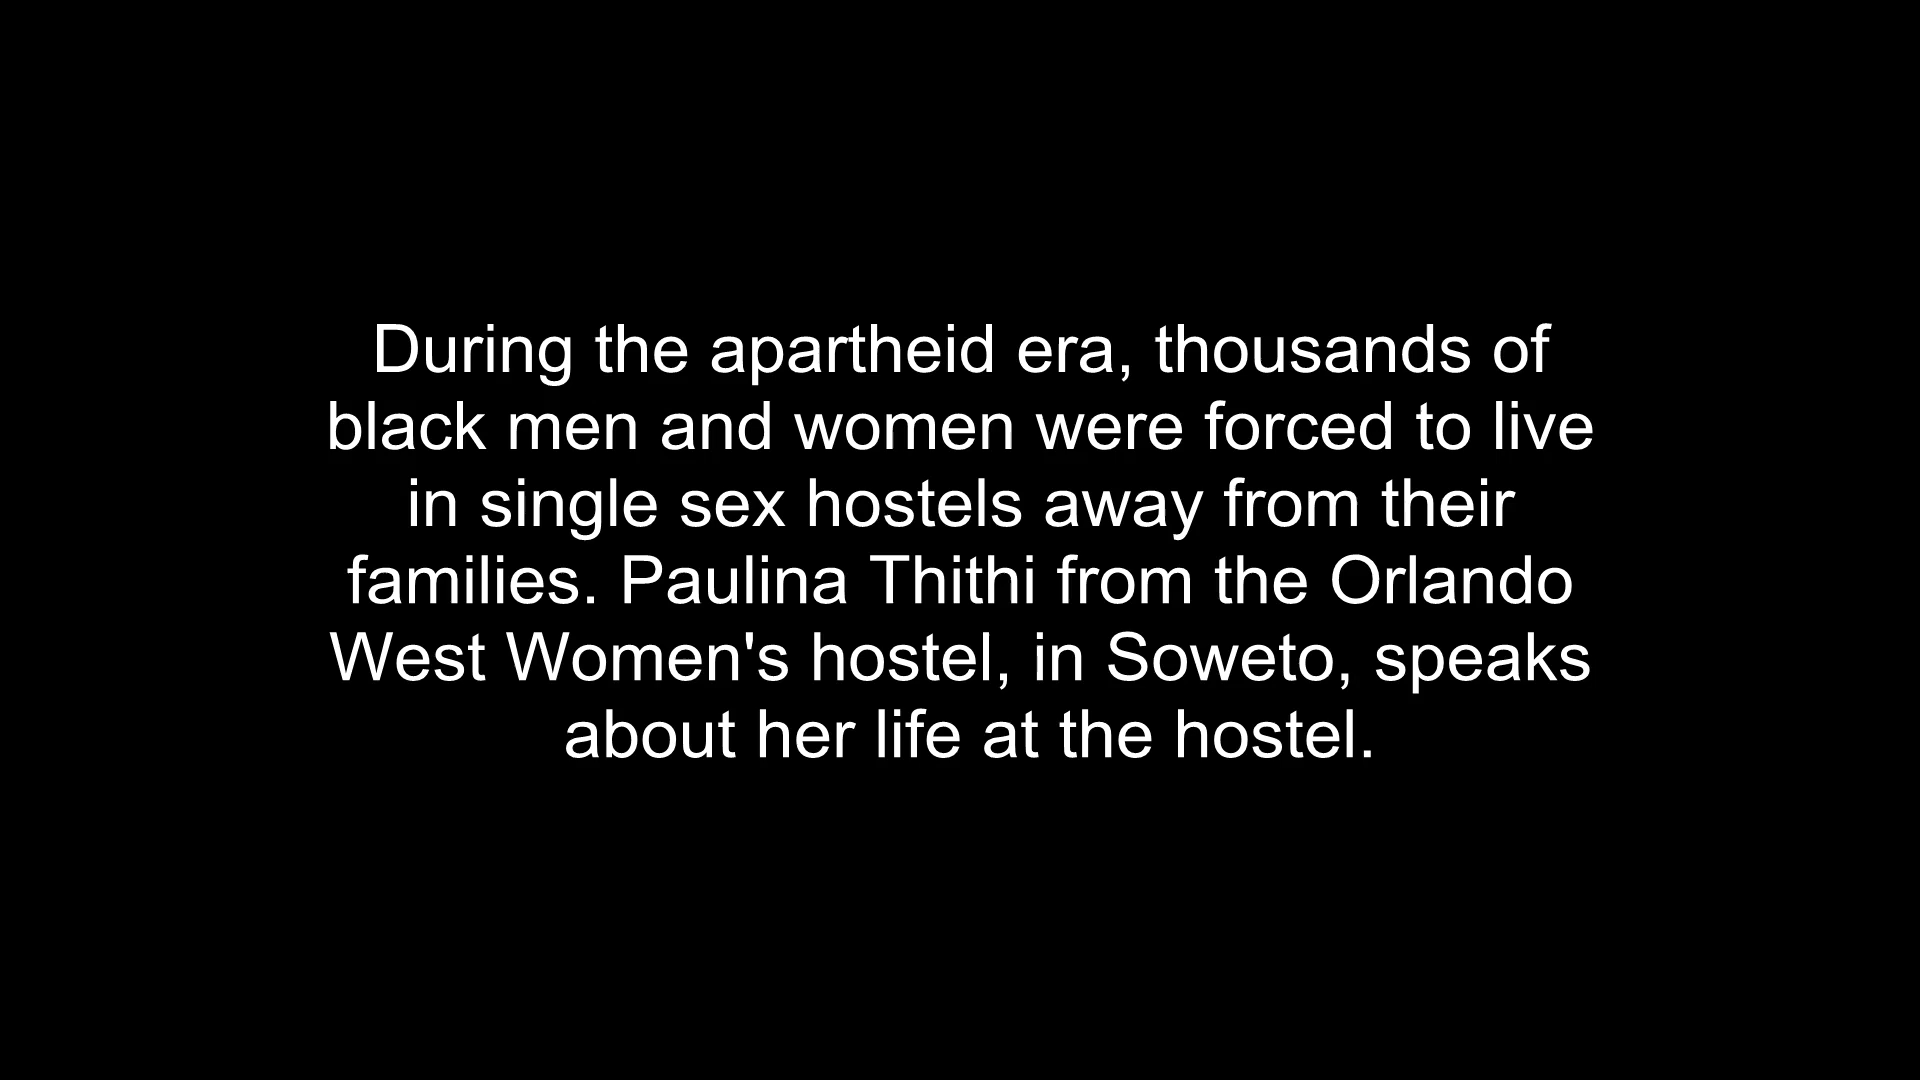 During the apartheid era, thousands of
black men and women were forced to live
in single sex hostels away from their
families. Paulina Thithi from the Orlando
West Women's hostel, in Soweto, speaks
about her life at the hostel.